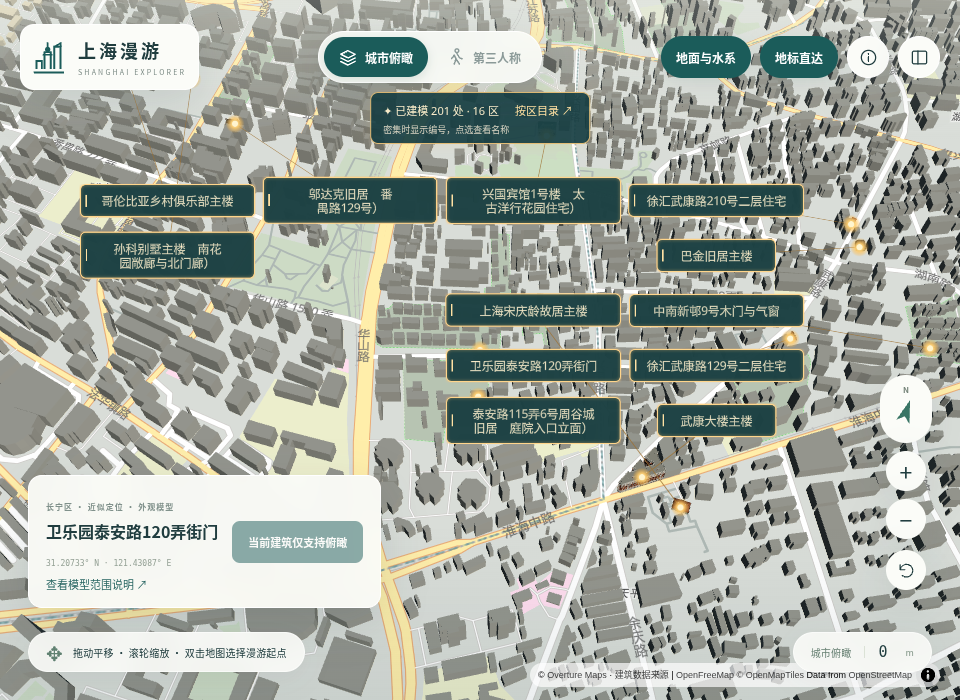 上海漫游
SHANGHAI EXPLORER
城市俯瞰
第三人称
地面与水系
地标直达
✦ 已建模 201 处 · 16 区 按区目录 ↗
密集时显示编号，点选查看名称
哥伦比亚乡村俱乐部主楼
邬达克旧居 番
禺路129号）
兴国宾馆1号楼 太
古洋行花园住宅）
徐汇武康路210号二层住宅
孙科别墅主楼 南花
园敞廊与北门廊）
巴金旧居主楼
上海宋庆龄故居主楼
中南新邨9号木门与气窗
卫乐园泰安路120弄街门
徐汇武康路129号二层住宅
泰安路115弄6号周谷城
旧居 庭院入口立面）
武康大楼主楼
华山路
淮海中路
余庆路
N
长宁区 · 近似定位 · 外观模型
卫乐园泰安路120弄街门
当前建筑仅支持俯瞰
31.20733° N · 121.43087° E
查看模型范围说明 ↗
拖动平移 · 滚轮缩放 · 双击地图选择漫游起点
城市俯瞰 0 m
© Overture Maps · 建筑数据来源 | OpenFreeMap © OpenMapTiles Data from OpenStreetMap